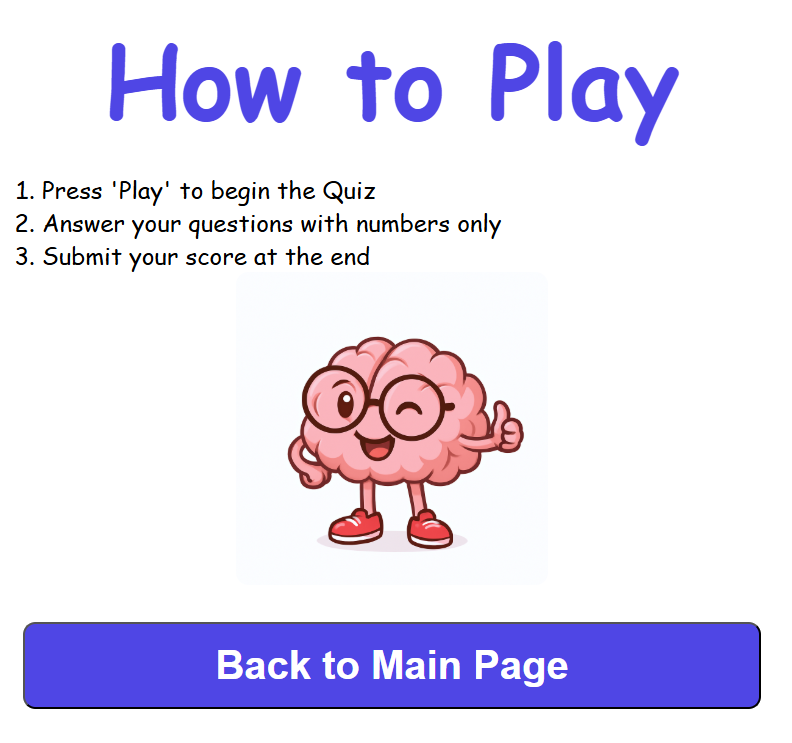 How to Play
1. Press 'Play' to begin the Quiz
2. Answer your questions with numbers only
3. Submit your score at the end
Back to Main Page